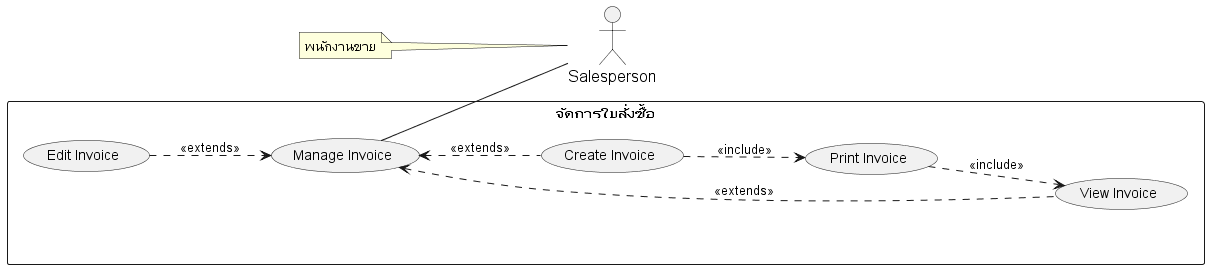 พนักงานขาย
Salesperson
จัดการใบสั่งซื้อ
Edit Invoice
«extends»
Manage Invoice
«extends»
Create Invoice
«include»
Print Invoice
«include»
«extends»
View Invoice